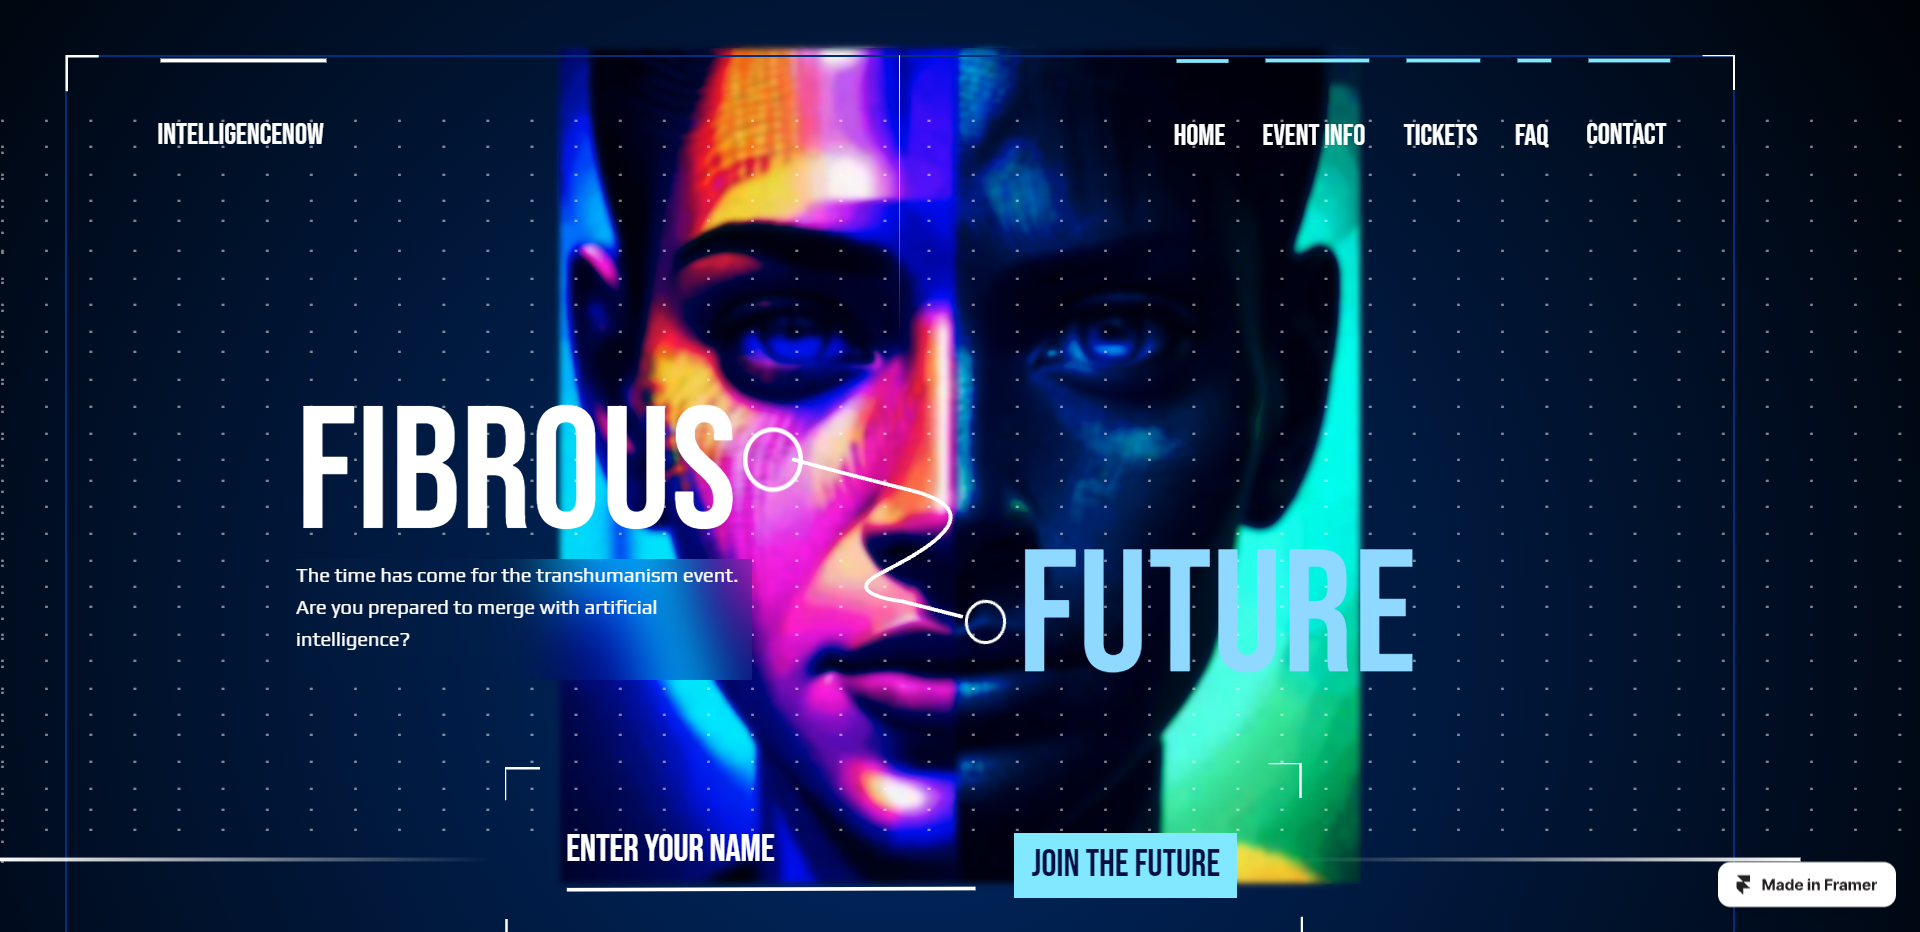 INTELLIGENCENOW
HOME EVENT INFO TICKETS FAQ CONTACT
FIBROUS
The time has come for the transhumanism event.
Are you prepared to merge with artificial
intelligence?
FUTURE
ENTER YOUR NAME
JOIN THE FUTURE
Made in Framer